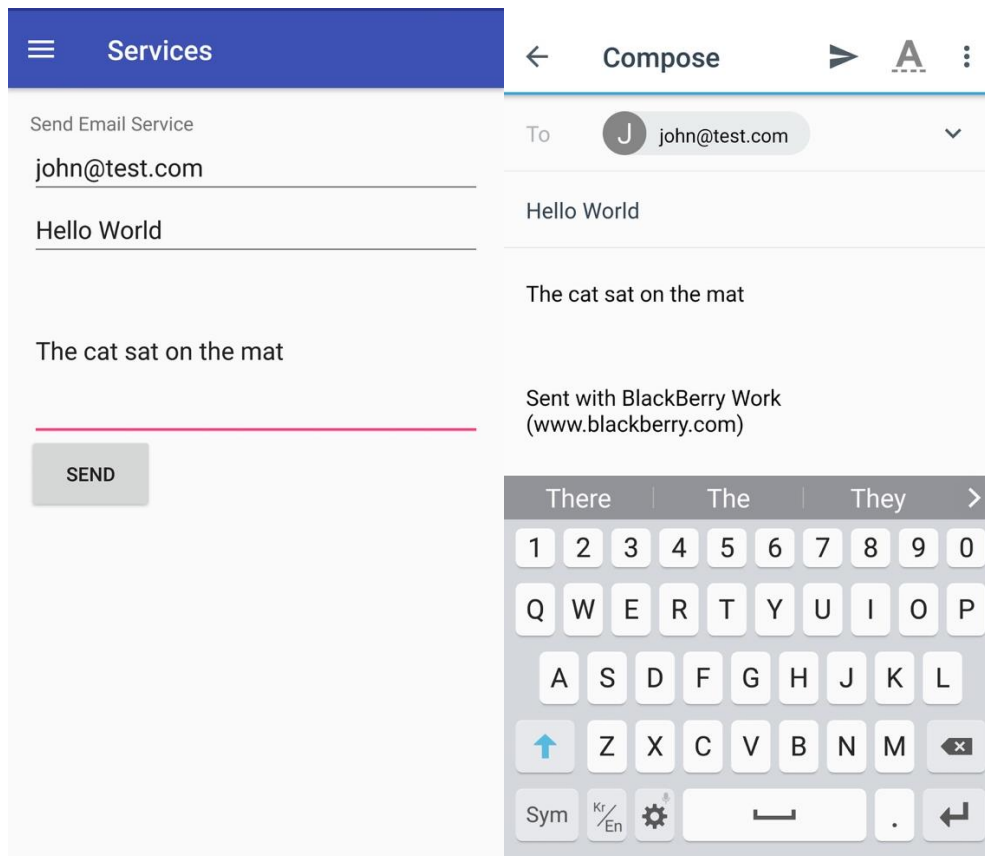 Services
Send Email Service
john@test.com
Hello World
The cat sat on the mat
SEND
Compose
A
To
J
john@test.com
Hello World
The cat sat on the mat
Sent with BlackBerry Work
(www.blackberry.com)
There The They
1 2 3 4 5 6 7 8 9 0
Q W E R T Y U I O P
A S D F G H J K L
Z X C V B N M
Sym Kr/En .